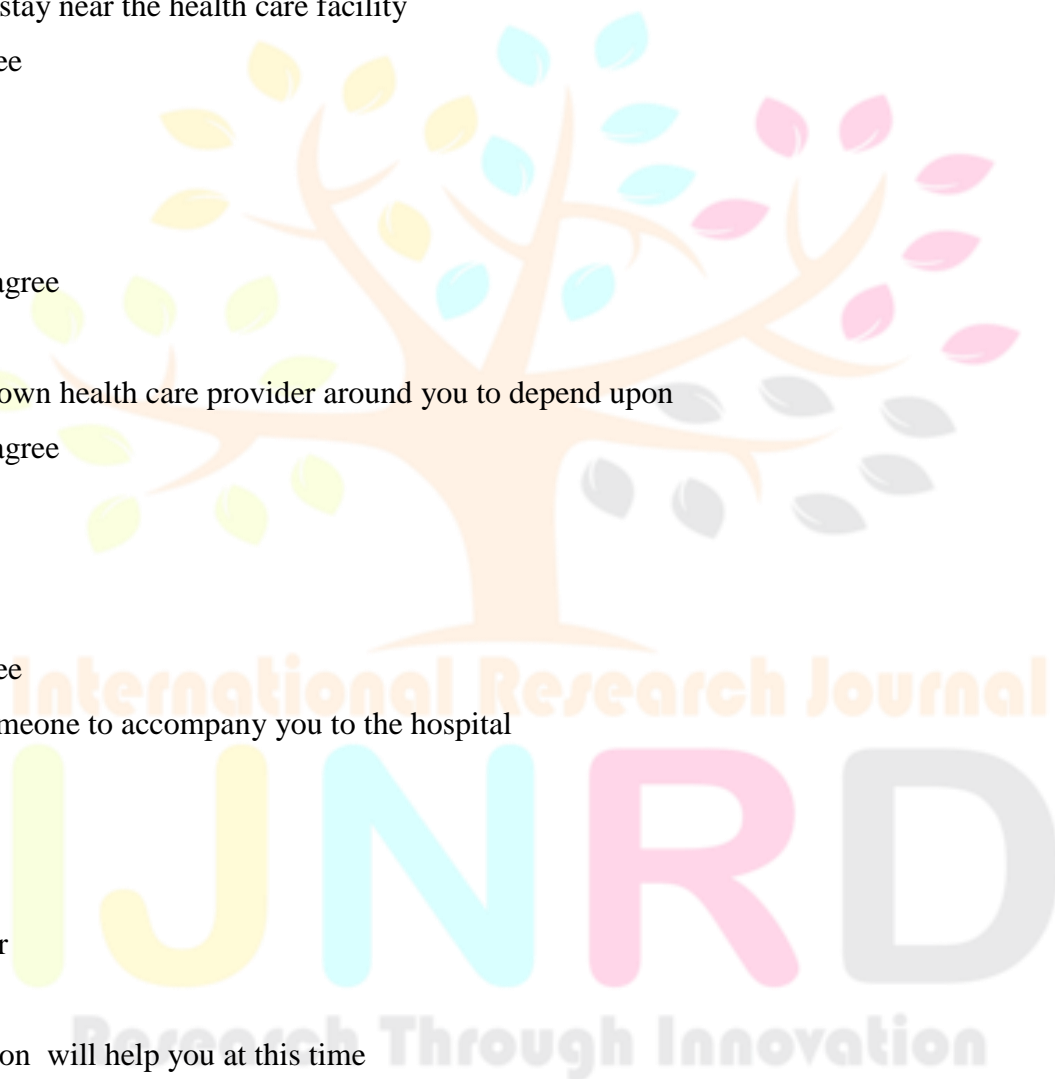 stay near the health care facility
ee
agree
own health care provider around you to depend upon
agree
ee
International Research Journal
meone to accompany you to the hospital
IJNRD
r
Research Through Innovation
on will help you at this time